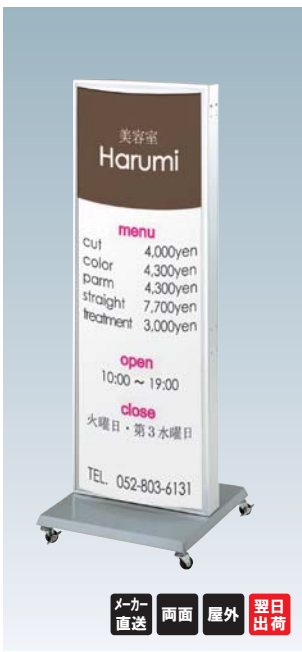 美容室
Harumi
menu
cut 4,000yen
color 4,300yen
parm 4,300yen
straight 7,700yen
treatment 3,000yen
open
10:00 ~ 19:00
close
火曜日・第3水曜日
TEL. 052-803-6131
メーカー直送 両面 屋外 翌日出荷